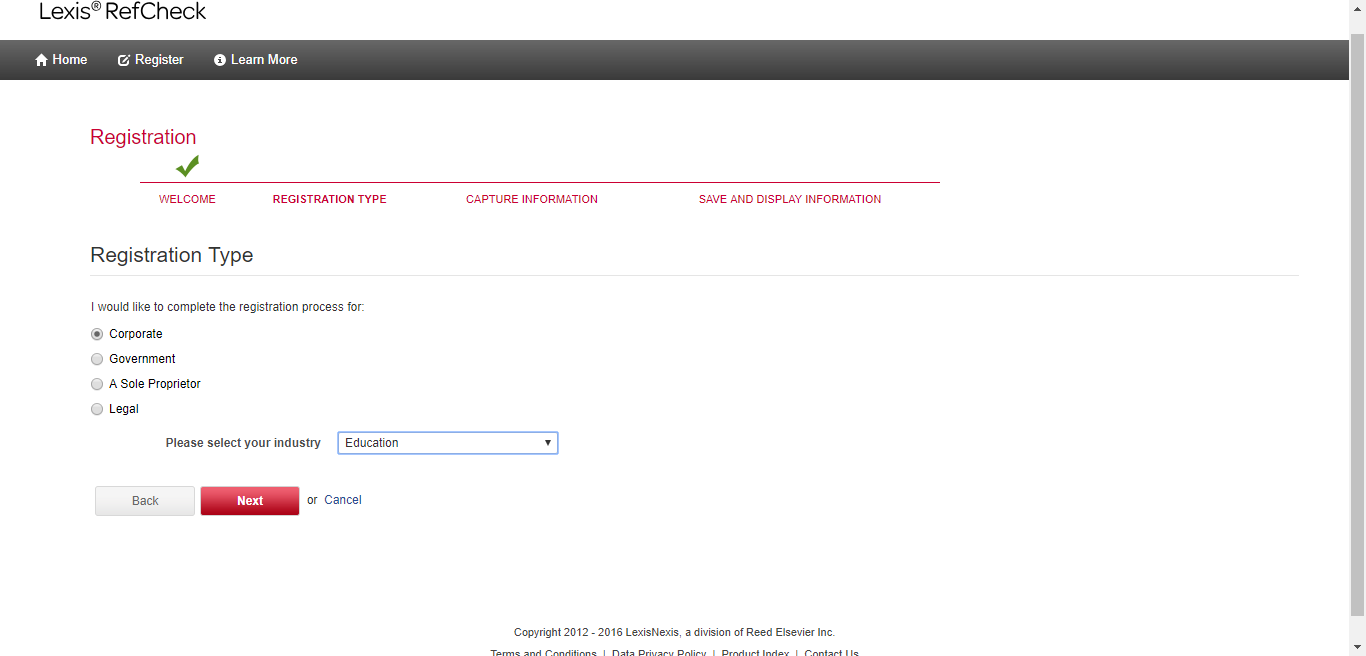 Lexis® RefCheck
Home Register Learn More
Registration
WELCOME REGISTRATION TYPE CAPTURE INFORMATION SAVE AND DISPLAY INFORMATION
Registration Type
I would like to complete the registration process for:
Corporate
Government
A Sole Proprietor
Legal
Please select your industry Education
Back Next or Cancel
Copyright 2012 - 2016 LexisNexis, a division of Reed Elsevier Inc.
Terms and Conditions | Data Privacy Policy | Product Index | Contact Us